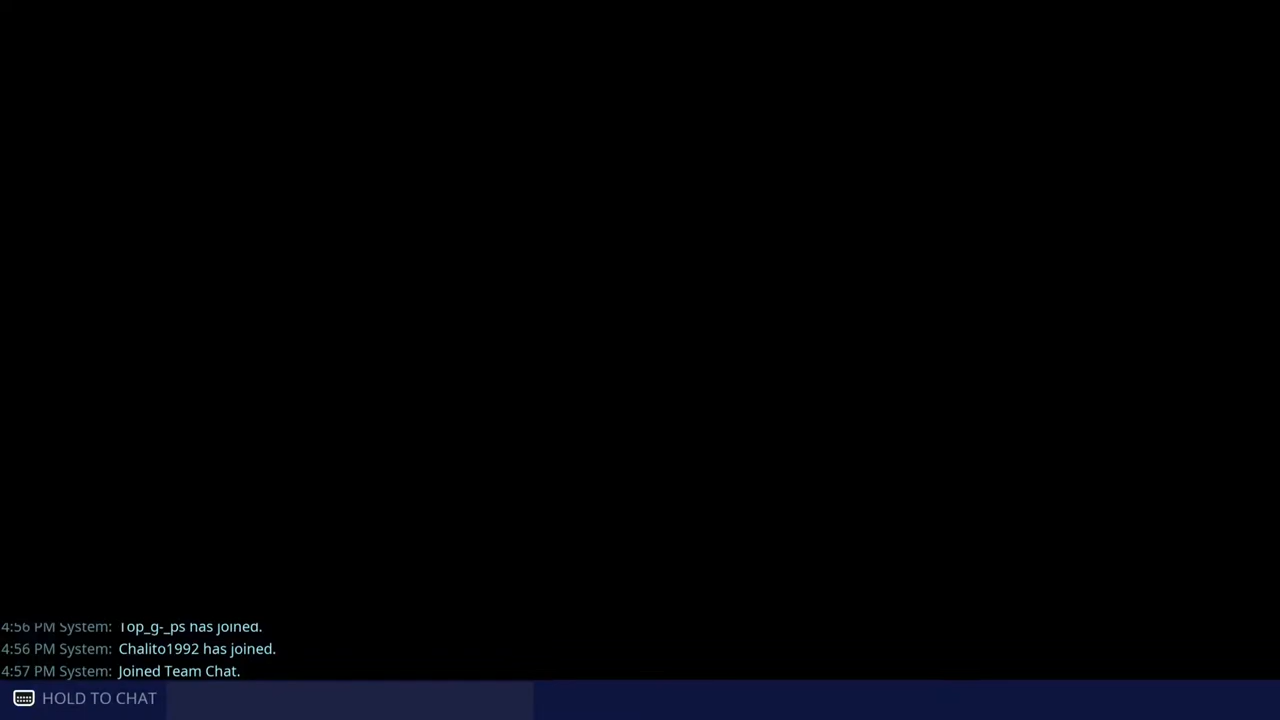 4:56 PM System: Top_g-_ps has joined.
4:56 PM System: Chalito1992 has joined.
4:57 PM System: Joined Team Chat.
HOLD TO CHAT